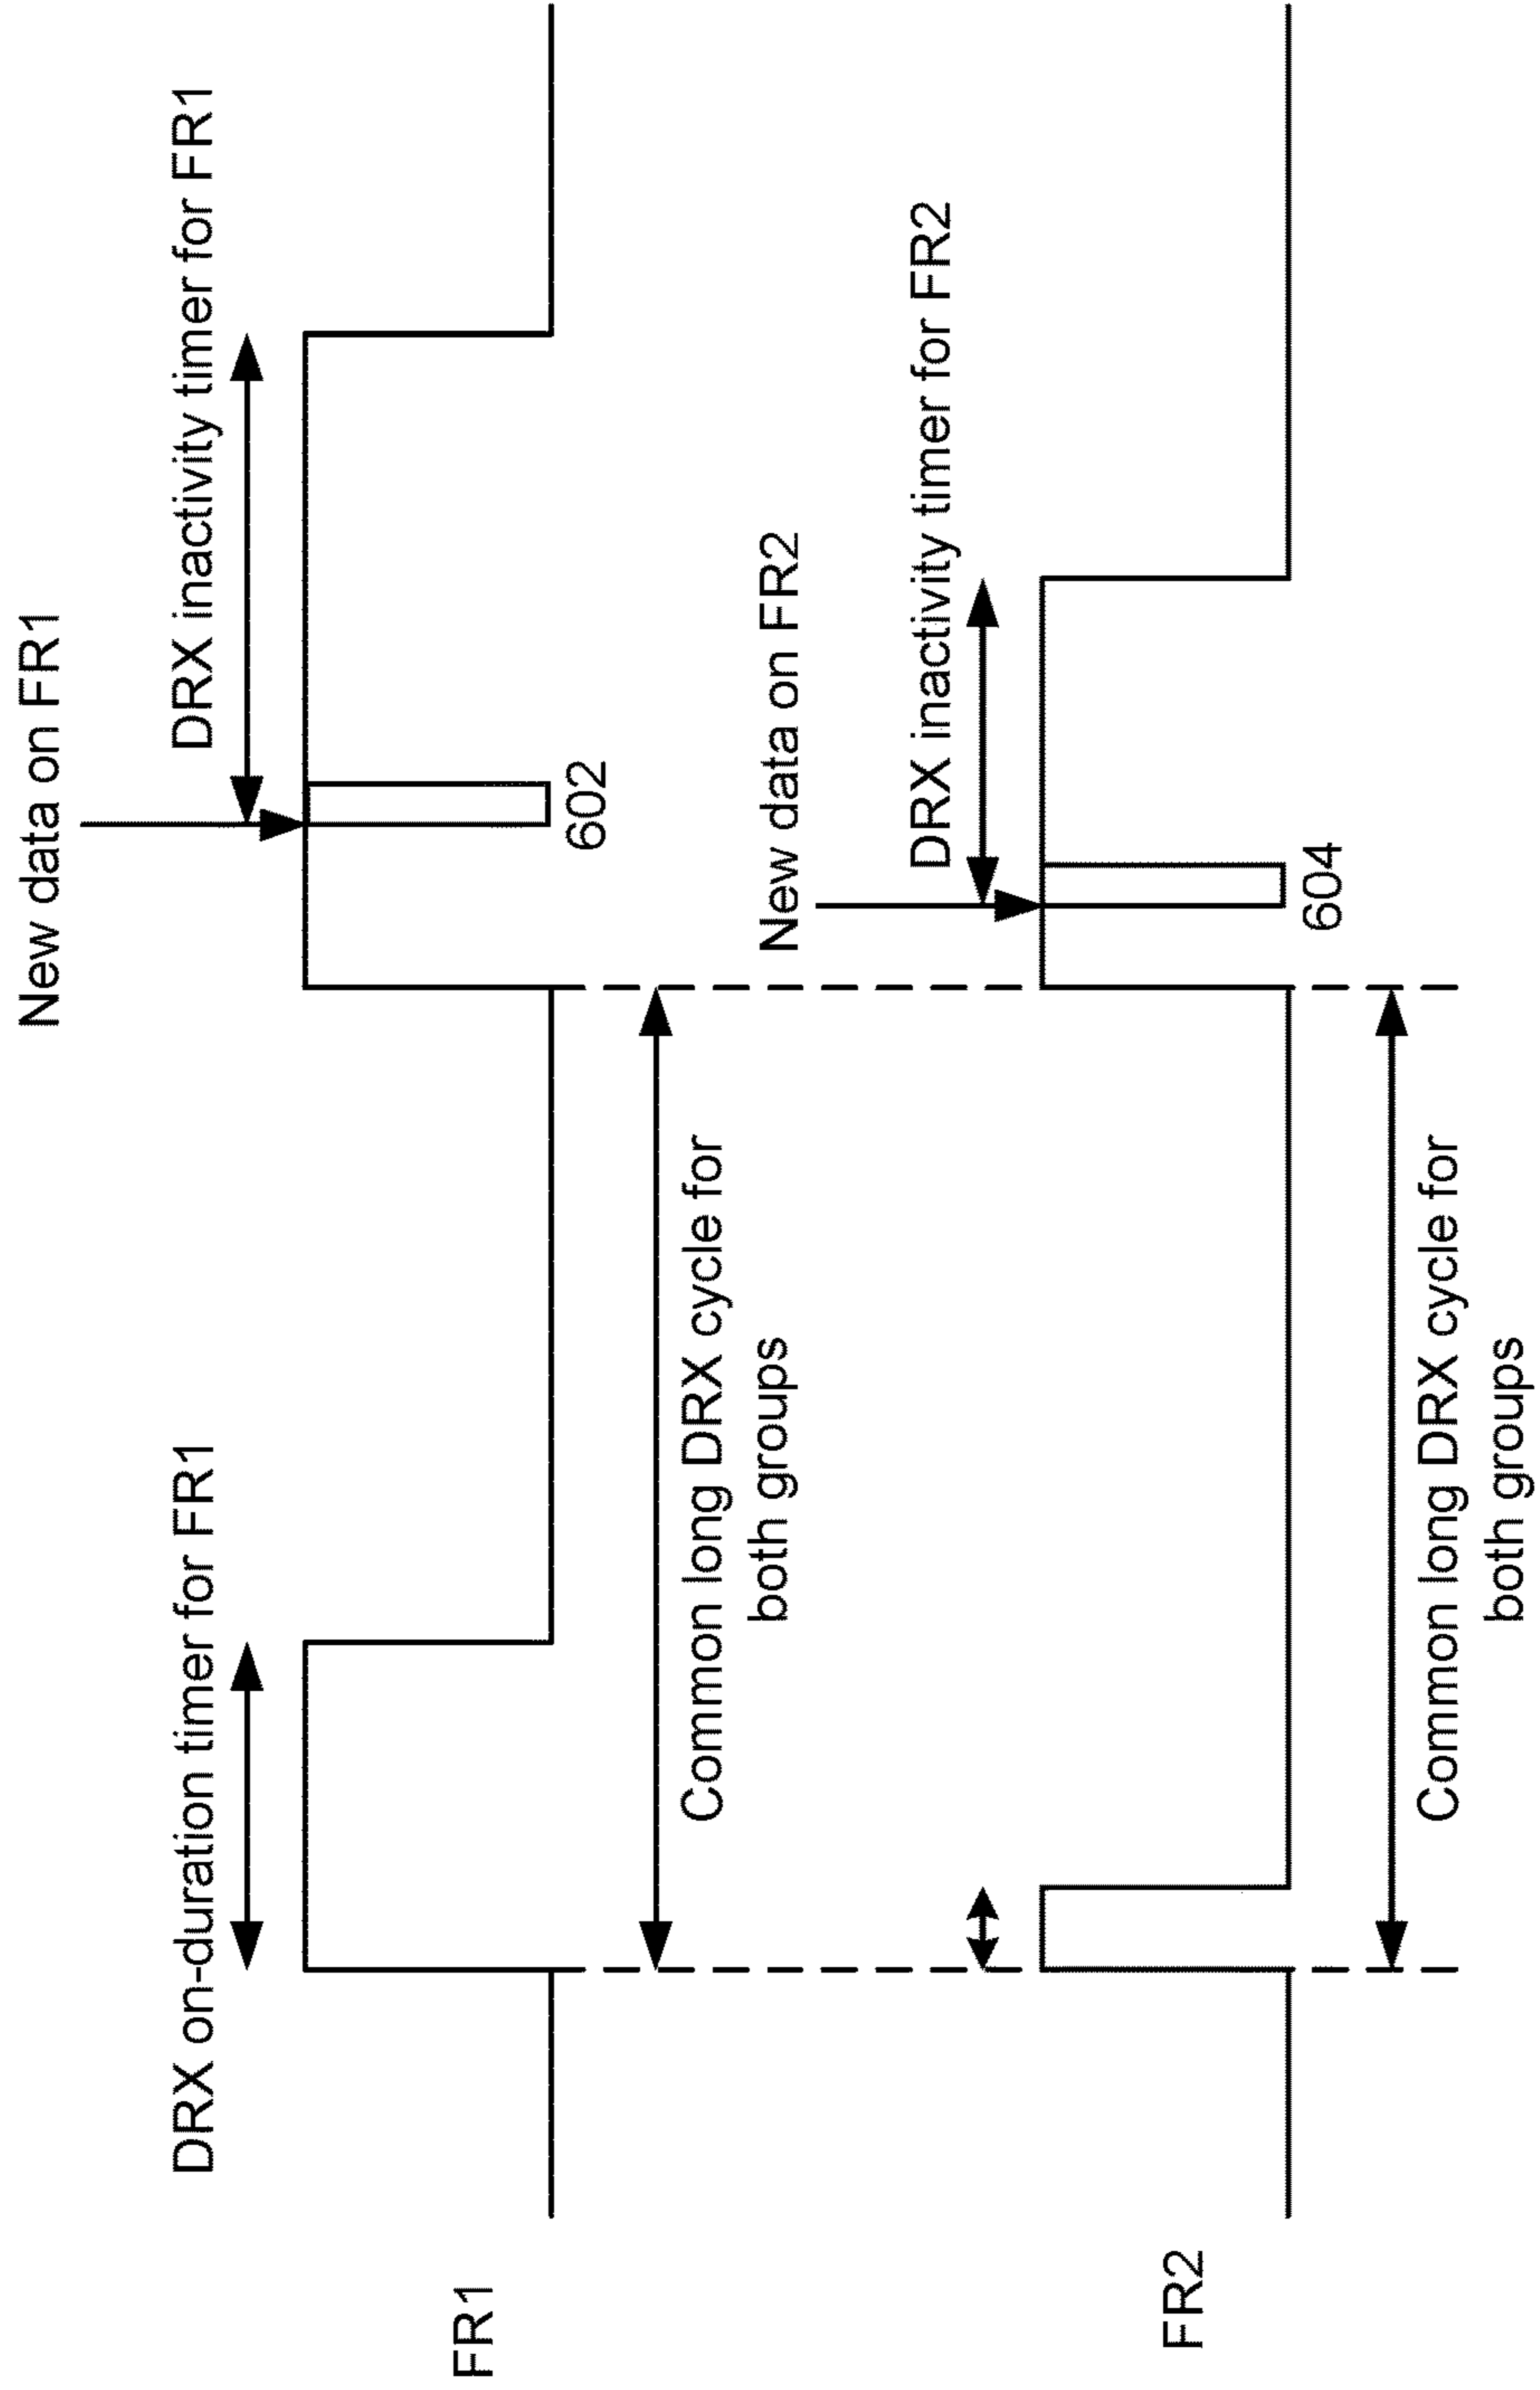 New data on FR1
DRX on-duration timer for FR1
DRX inactivity timer for FR1
FR1
602
Common long DRX cycle for
both groups
New data on FR2
DRX inactivity timer for FR2
FR2
604
Common long DRX cycle for
both groups